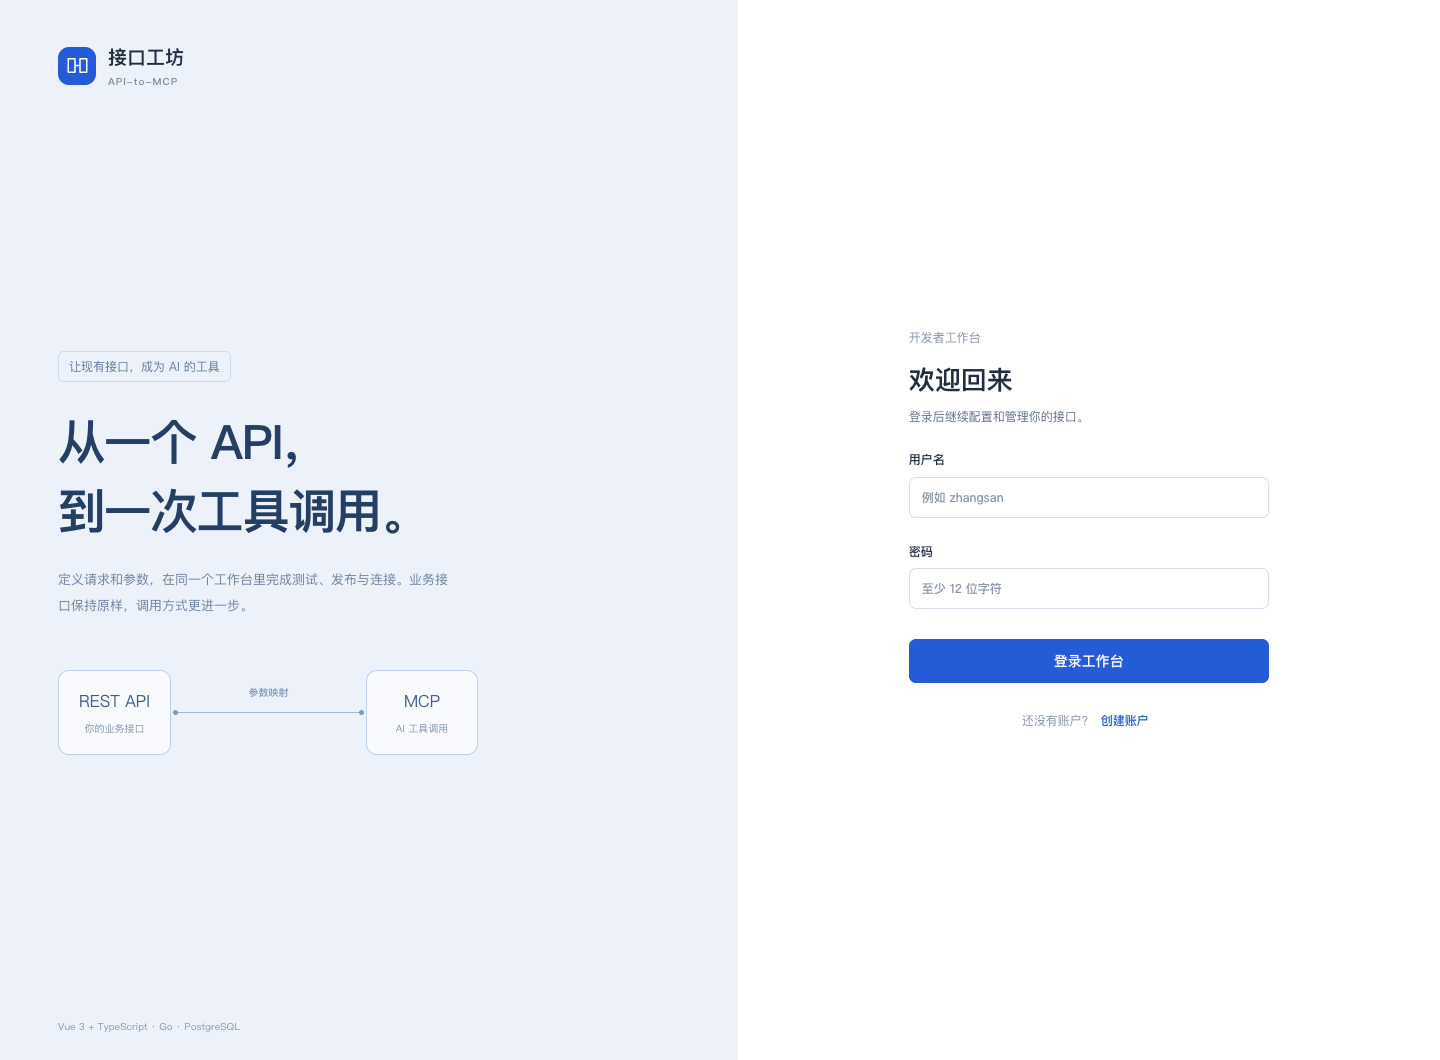 接口工坊
API-to-MCP
让现有接口，成为 AI 的工具
从一个 API，
到一次工具调用。
定义请求和参数，在同一个工作台里完成测试、发布与连接。业务接
口保持原样，调用方式更进一步。
REST API
你的业务接口
参数映射
MCP
AI 工具调用
Vue 3 + TypeScript · Go · PostgreSQL
开发者工作台
欢迎回来
登录后继续配置和管理你的接口。
用户名
例如 zhangsan
密码
至少 12 位字符
登录工作台
还没有账户？ 创建账户